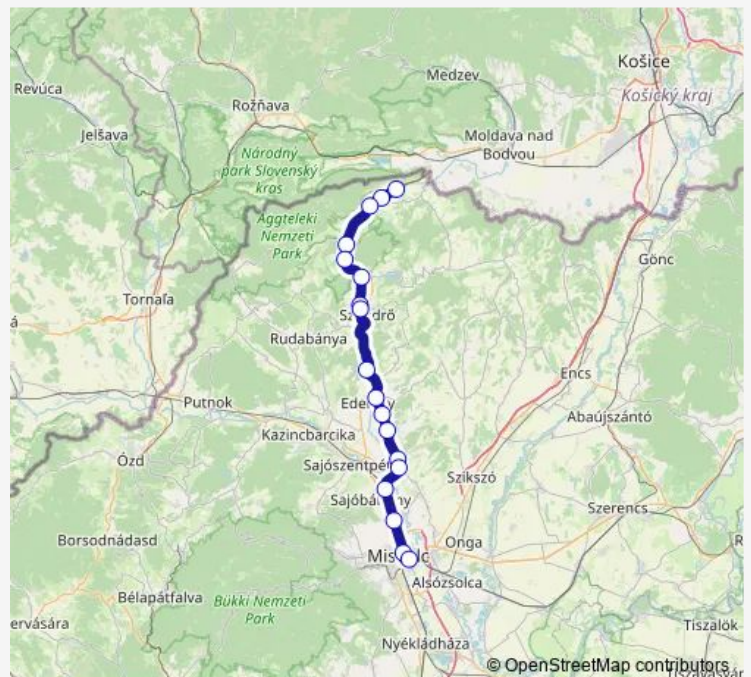 Košice
Medzev
Revúca
Košický kraj
Rožňava
Jelšava
Moldava nad
Bodvou
Národný
park Slovenský
kras
Aggteleki
Nemzeti
Park
Gönc
Tornaľa
á
Rudabánya
Encs
Putnok
Abaújszántó
Kazincbarcika
Ózd
Szikszó
Szerencs
Borsodnádasd
Onga
Alsózsolca
Bélapátfalva
Bükki Nemzeti
Park
ervására
Tiszalök
Nyékládháza
© OpenStreetMap contributors